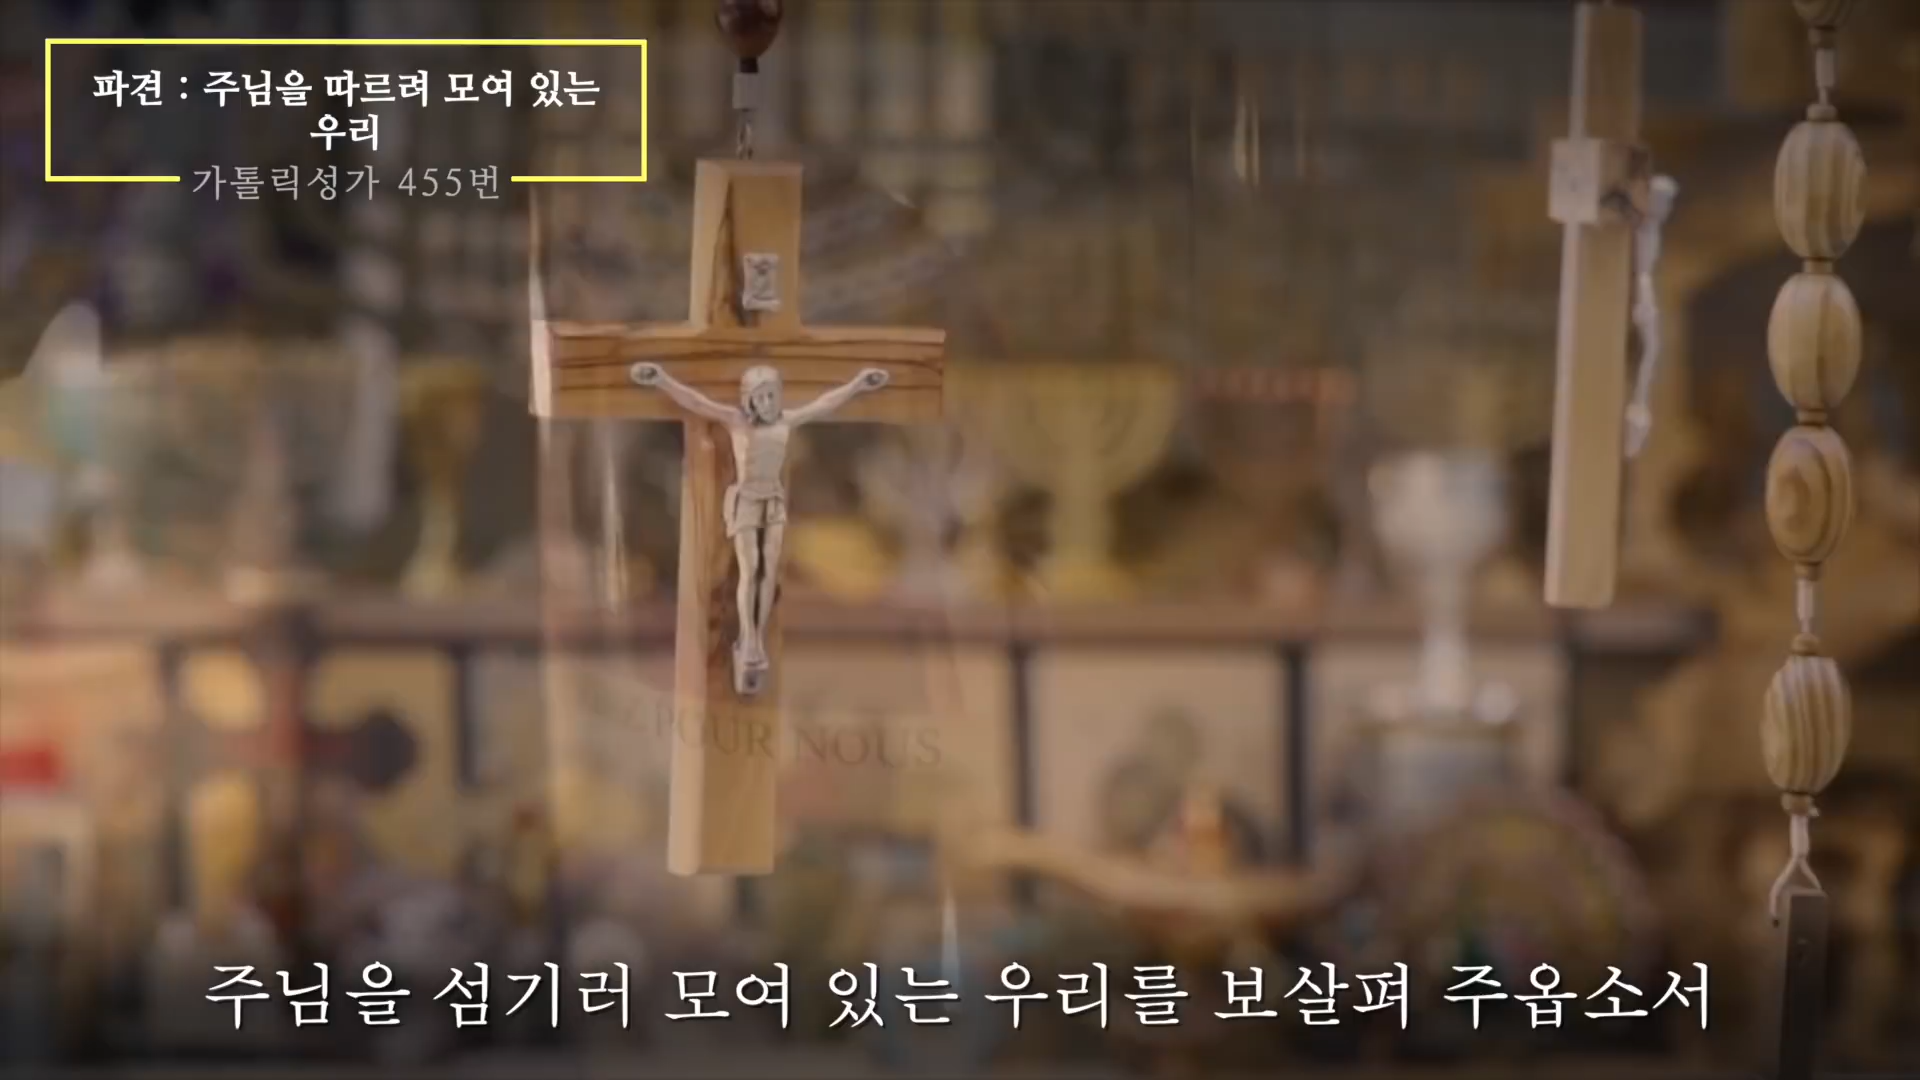 파견 : 주님을 따르려 모여 있는
우리
가톨릭성가 455번
POUR NOUS
주님을 섬기러 모여 있는 우리를 보살펴 주옵소서